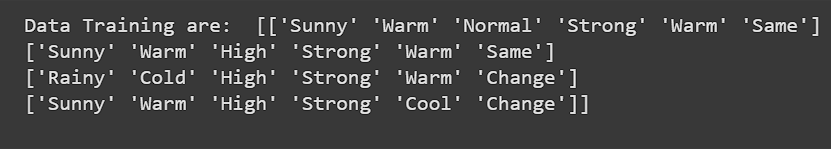 Data Training are:  [['Sunny' 'Warm' 'Normal' 'Strong' 'Warm' 'Same']
['Sunny' 'Warm' 'High' 'Strong' 'Warm' 'Same']
['Rainy' 'Cold' 'High' 'Strong' 'Warm' 'Change']
['Sunny' 'Warm' 'High' 'Strong' 'Cool' 'Change']]